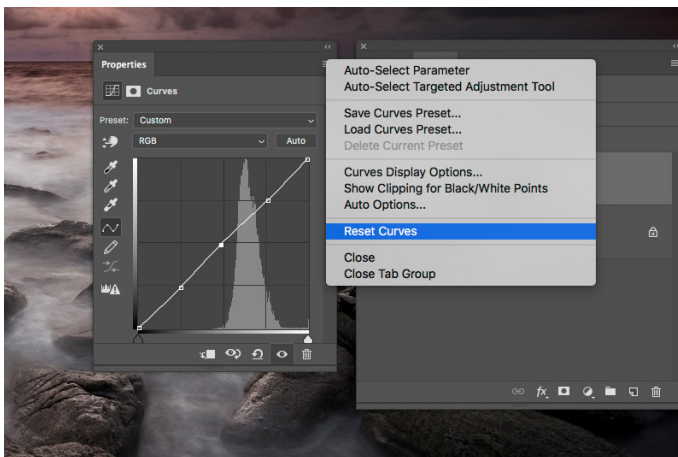 Properties
Curves
Preset: Custom
RGB Auto
Auto-Select Parameter
Auto-Select Targeted Adjustment Tool
Save Curves Preset...
Load Curves Preset...
Delete Current Preset
Curves Display Options...
Show Clipping for Black/White Points
Auto Options...
Reset Curves
Close
Close Tab Group
fx